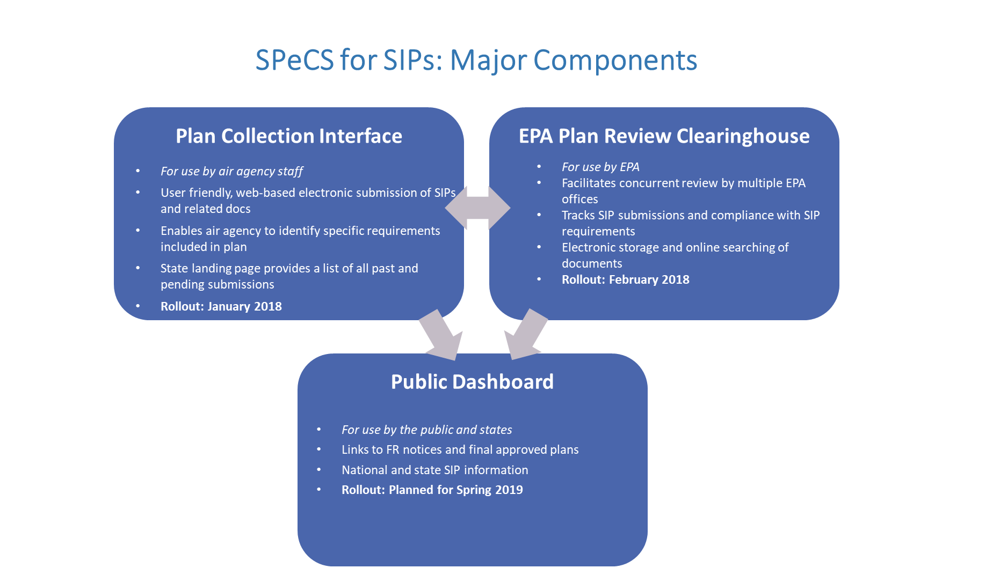 SPeCS for SIPs: Major Components
Plan Collection Interface
• For use by air agency staff
• User friendly, web-based electronic submission of SIPs
and related docs
• Enables air agency to identify specific requirements
included in plan
• State landing page provides a list of all past and
pending submissions
• Rollout: January 2018
EPA Plan Review Clearinghouse
• For use by EPA
• Facilitates concurrent review by multiple EPA
offices
• Tracks SIP submissions and compliance with SIP
requirements
• Electronic storage and online searching of
documents
• Rollout: February 2018
Public Dashboard
• For use by the public and states
• Links to FR notices and final approved plans
• National and state SIP information
• Rollout: Planned for Spring 2019